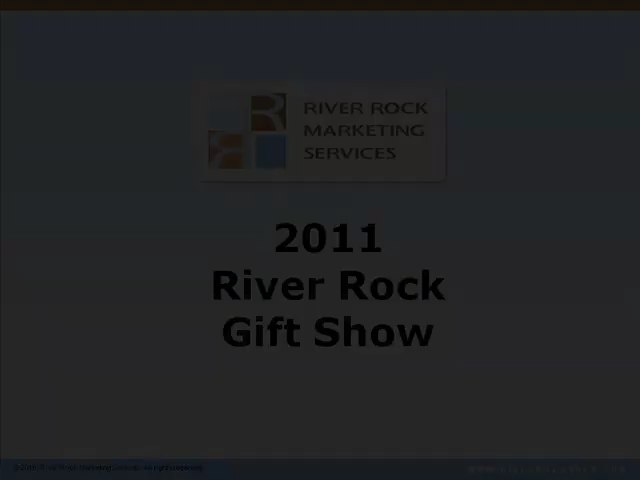 RIVER ROCK
MARKETING
SERVICES
2011
River Rock
Gift Show